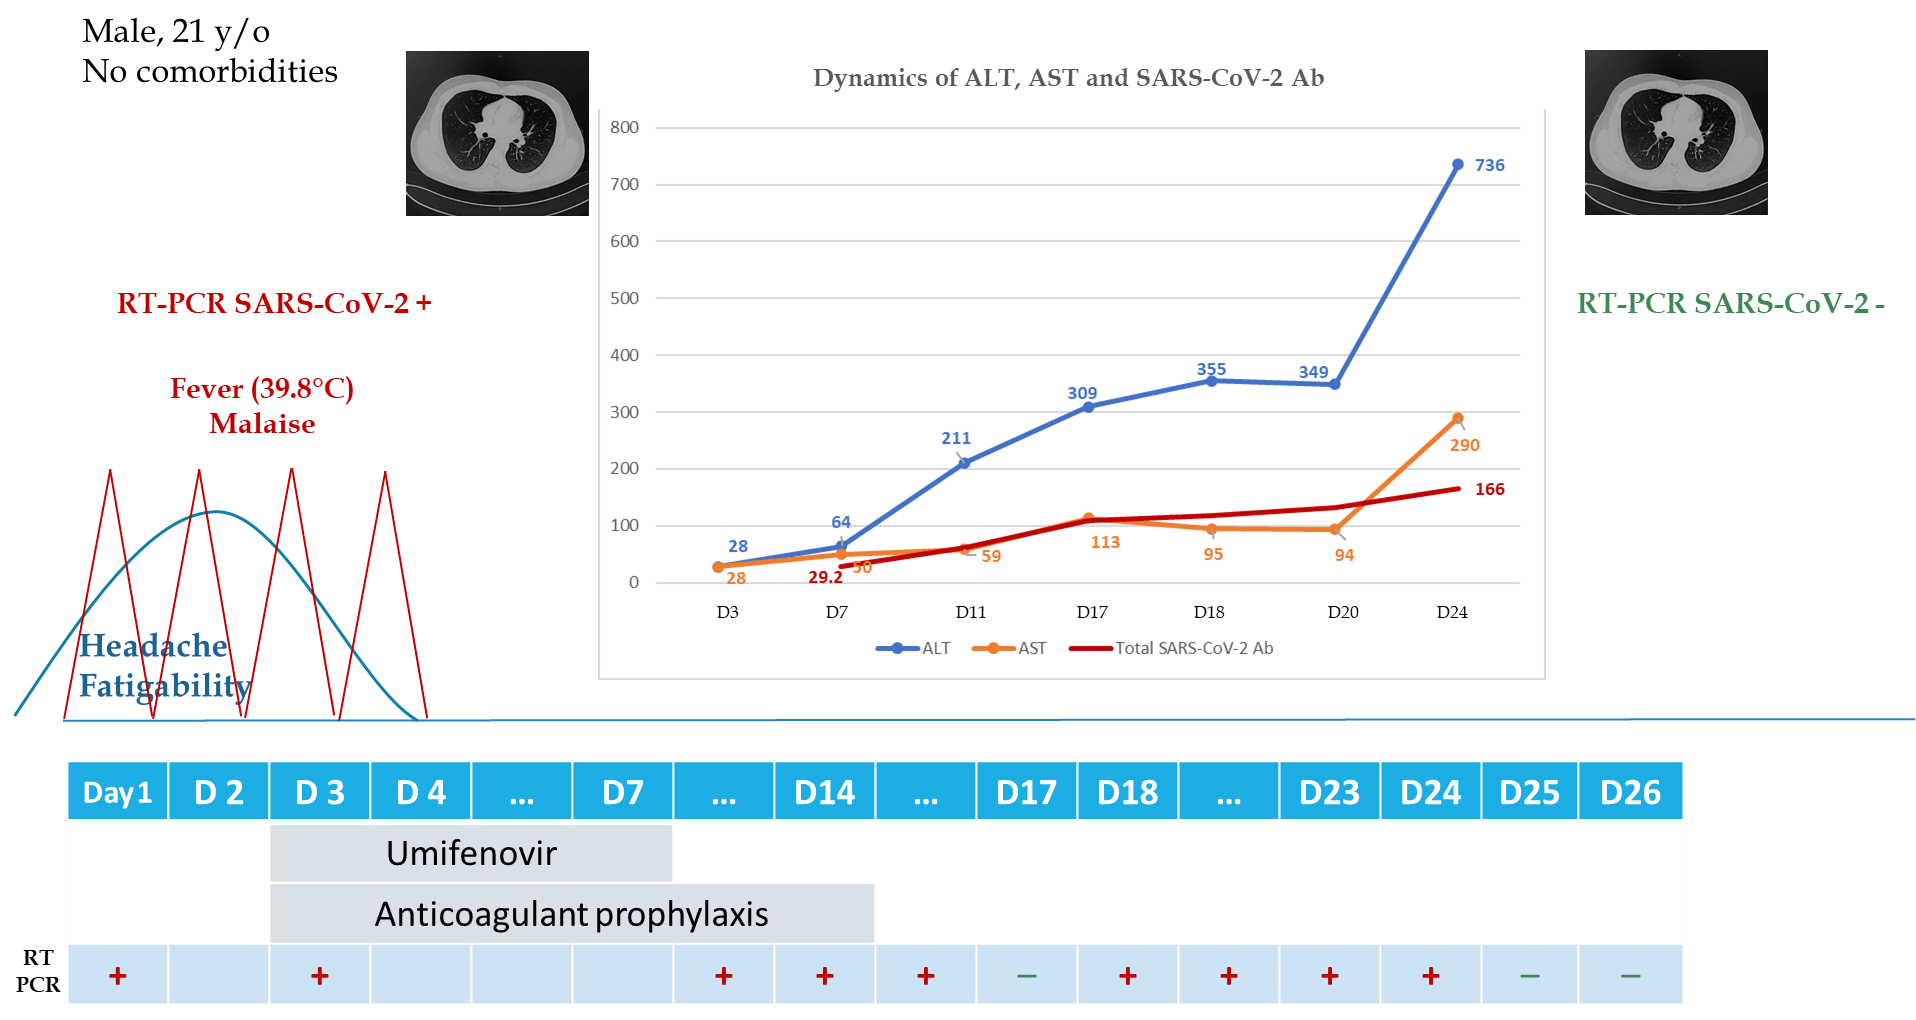 Male, 21 y/o
No comorbidities
Dynamics of ALT, AST and SARS-CoV-2 Ab
800
700
600
500
400
300
200
100
0
736
355
349
309
211
290
166
64
28
28
50
29.2
59
113
95
94
D3 D7 D11 D17 D18 D20 D24
ALT AST Total SARS-CoV-2 Ab
RT-PCR SARS-CoV-2 +
RT-PCR SARS-CoV-2 -
Fever (39.8°C)
Malaise
Headache
Fatigability
Day 1 D 2 D 3 D 4 ... D7 ... D14 ... D17 D18 ... D23 D24 D25 D26
Umifenovir
Anticoagulant prophylaxis
RT
PCR
+ + + + + – + + + + – –